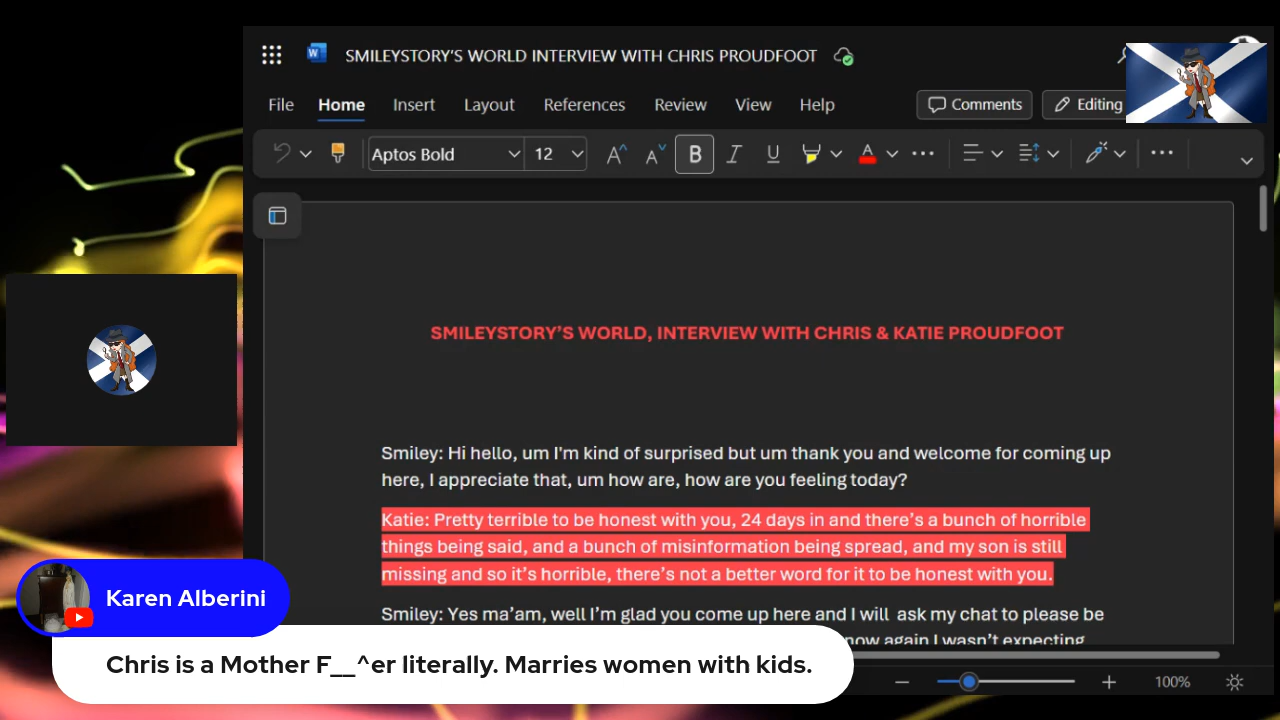 SMILEYSTORY'S WORLD INTERVIEW WITH CHRIS PROUDFOOT
File Home Insert Layout References Review View Help Comments Editing
Aptos Bold 12 B I U A
SMILEYSTORY'S WORLD, INTERVIEW WITH CHRIS & KATIE PROUDFOOT
Smiley: Hi hello, um I'm kind of surprised but um thank you and welcome for coming up
here, I appreciate that, um how are, how are you feeling today?
Katie: Pretty terrible to be honest with you, 24 days in and there's a bunch of horrible
things being said, and a bunch of misinformation being spread, and my son is still
missing and so it's horrible, there's not a better word for it to be honest with you.
Smiley: Yes ma'am, well I'm glad you come up here and I will ask my chat to please be
now again I wasn't expecting
Karen Alberini
Chris is a Mother F__^er literally. Marries women with kids.
100%